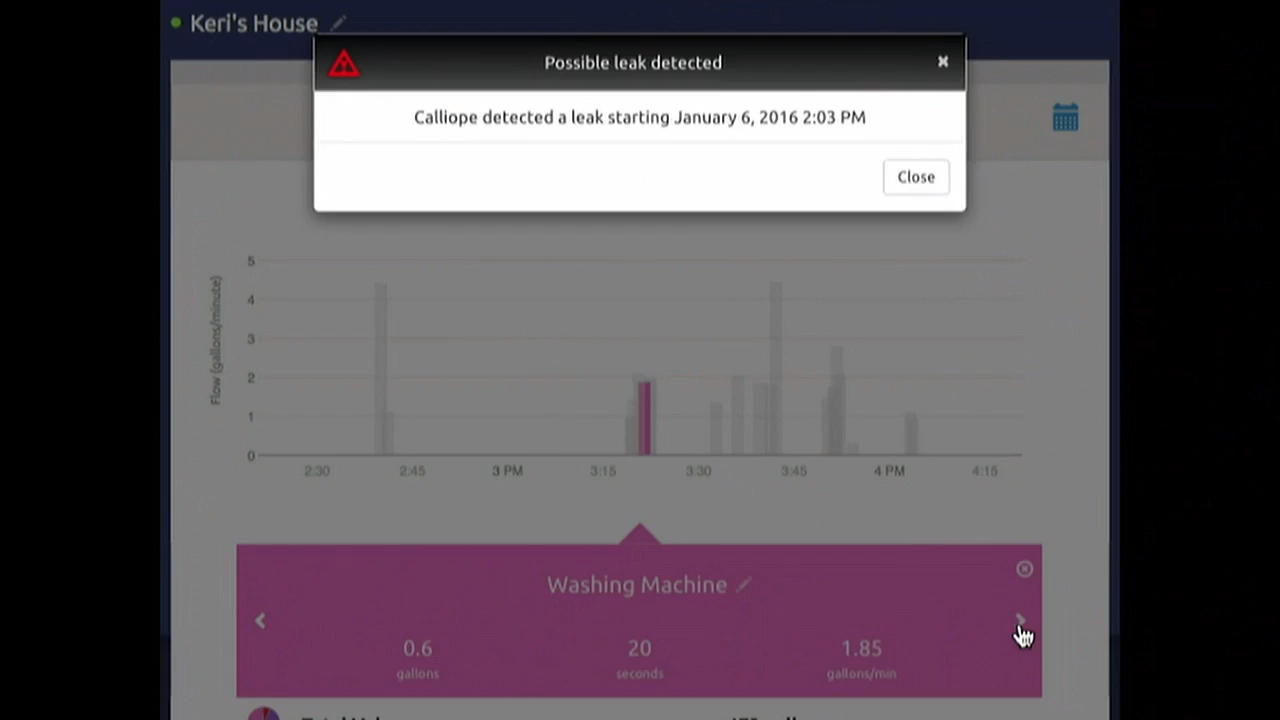 Keri's House
Possible leak detected
Calliope detected a leak starting January 6, 2016 2:03 PM
Close
Flow (gallons/minute)
5
4
3
2
1
0
2:30 2:45 3 PM 3:15 3:30 3:45 4 PM 4:15
Washing Machine
0.6 20 1.85
gallons seconds gallons/min